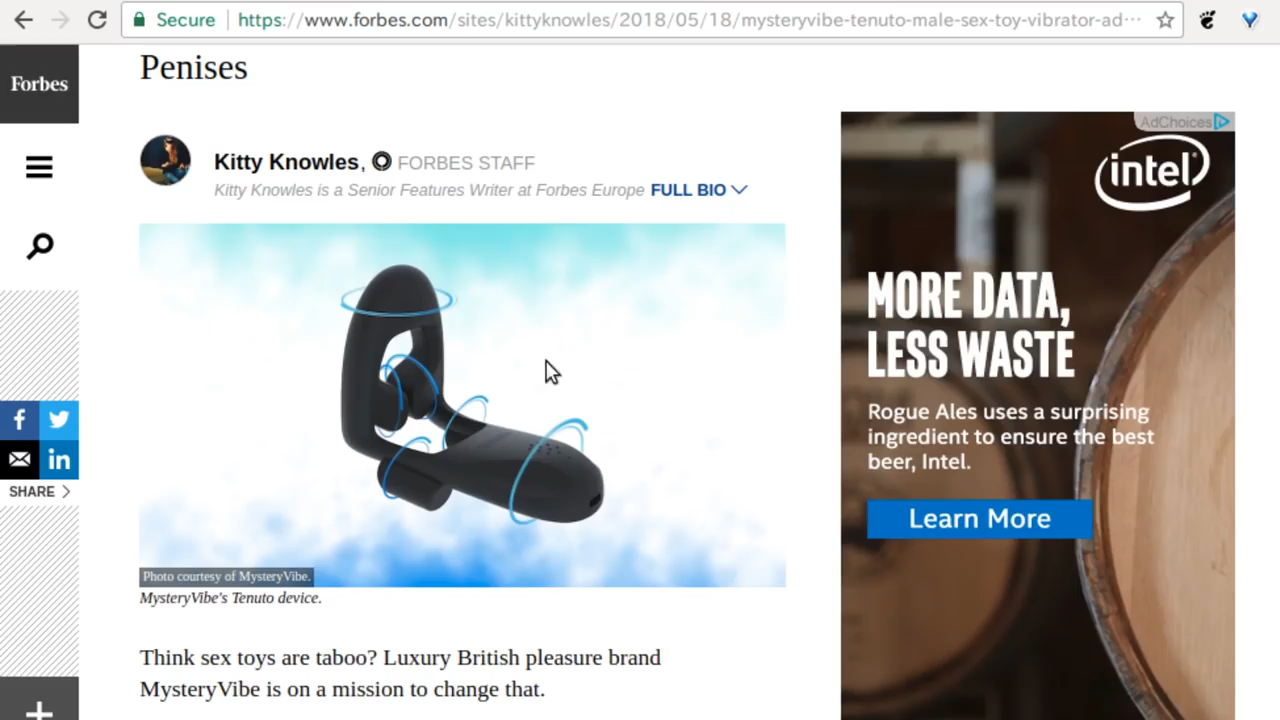 Secure
https://www.forbes.com/sites/kittyknowles/2018/05/18/mysteryvibe-tenuto-male-sex-toy-vibrator-ad···
Forbes
Penises
Kitty Knowles, FORBES STAFF
Kitty Knowles is a Senior Features Writer at Forbes Europe FULL BIO
Photo courtesy of MysteryVibe.
MysteryVibe's Tenuto device.
Think sex toys are taboo? Luxury British pleasure brand
MysteryVibe is on a mission to change that.
SHARE
AdChoices
intel
MORE DATA,
LESS WASTE
Rogue Ales uses a surprising
ingredient to ensure the best
beer, Intel.
Learn More